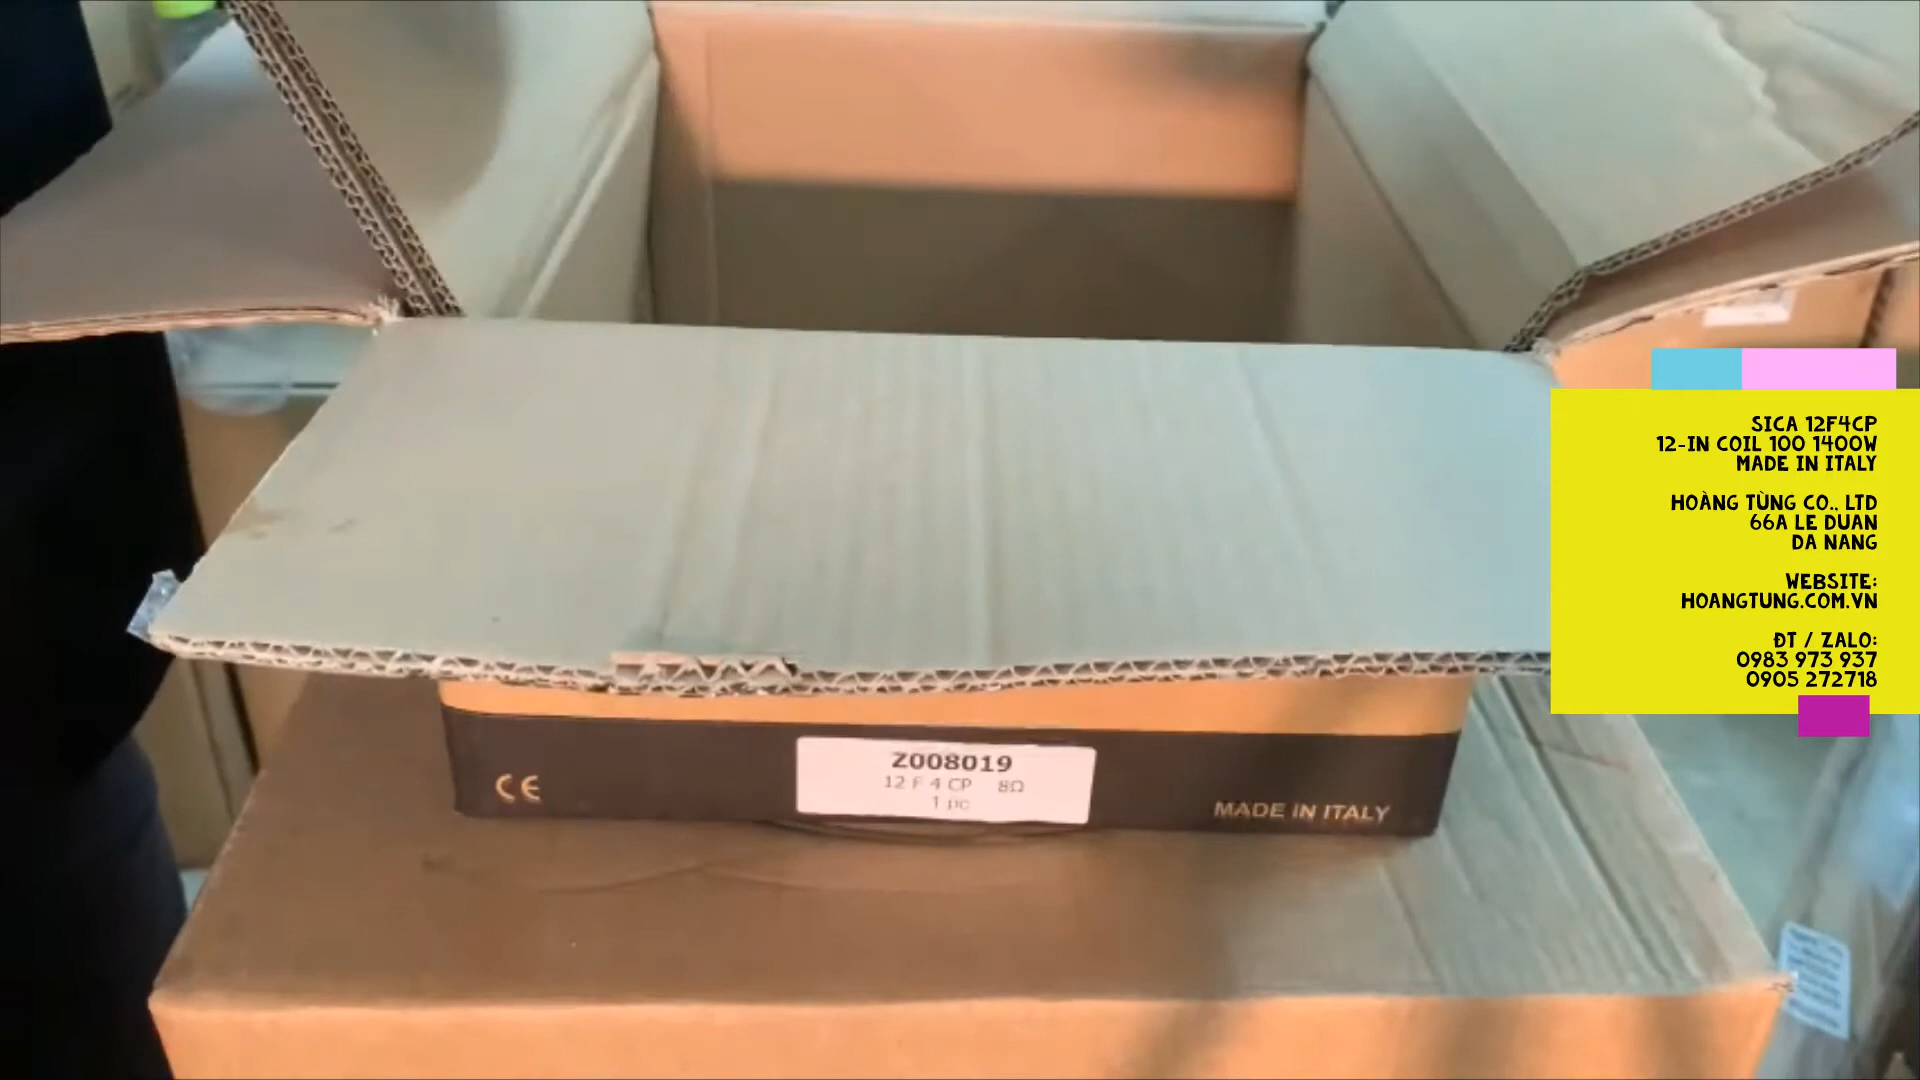 SICA 12F4CP
12-IN COIL 100 1400W
MADE IN ITALY
HOÀNG TÙNG CO., LTD
66A LE DUAN
DA NANG
WEBSITE:
HOANGTUNG.COM.VN
ĐT / ZALO:
0983 973 937
0905 272718
CE
Z008019
12 F 4 CP 8Ω
1 pc
MADE IN ITALY